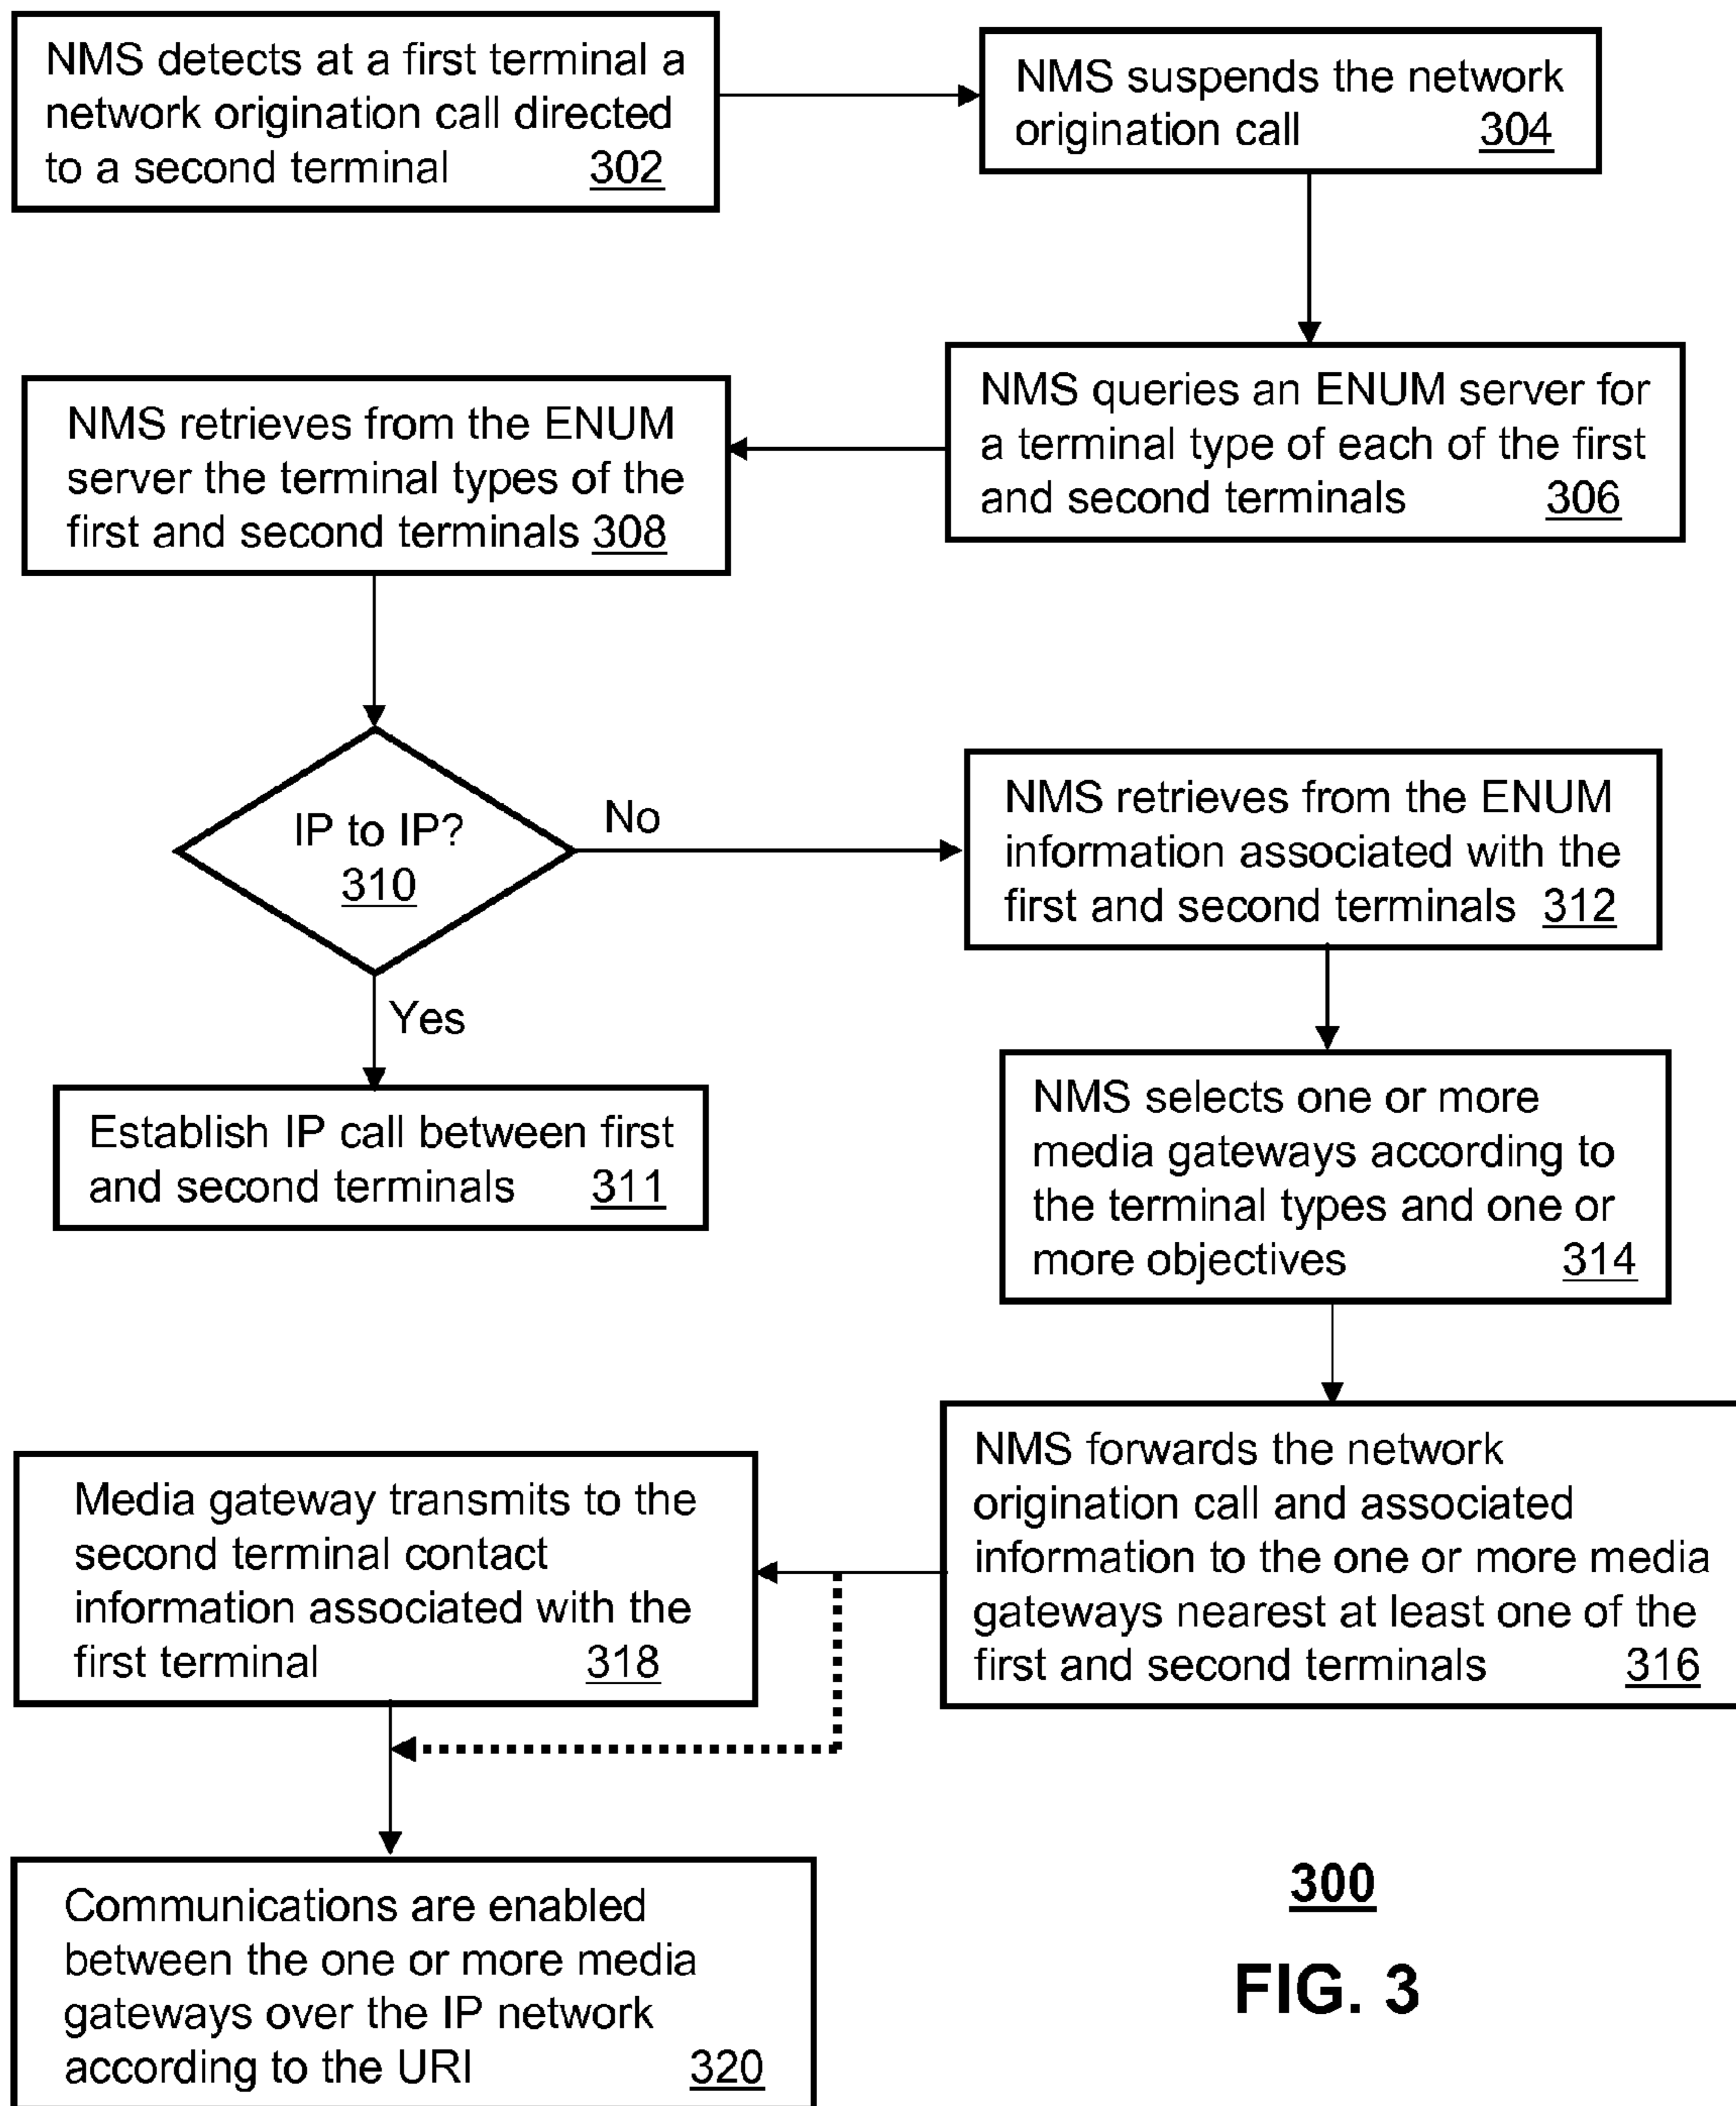 NMS detects at a first terminal a
network origination call directed
to a second terminal 302
NMS suspends the network
origination call 304
NMS queries an ENUM server for
a terminal type of each of the first
and second terminals 306
NMS retrieves from the ENUM
server the terminal types of the
first and second terminals 308
IP to IP?
310
No
Yes
Establish IP call between first
and second terminals 311
NMS retrieves from the ENUM
information associated with the
first and second terminals 312
NMS selects one or more
media gateways according to
the terminal types and one or
more objectives 314
NMS forwards the network
origination call and associated
information to the one or more media
gateways nearest at least one of the
first and second terminals 316
Media gateway transmits to the
second terminal contact
information associated with the
first terminal 318
Communications are enabled
between the one or more media
gateways over the IP network
according to the URI 320
300
FIG. 3